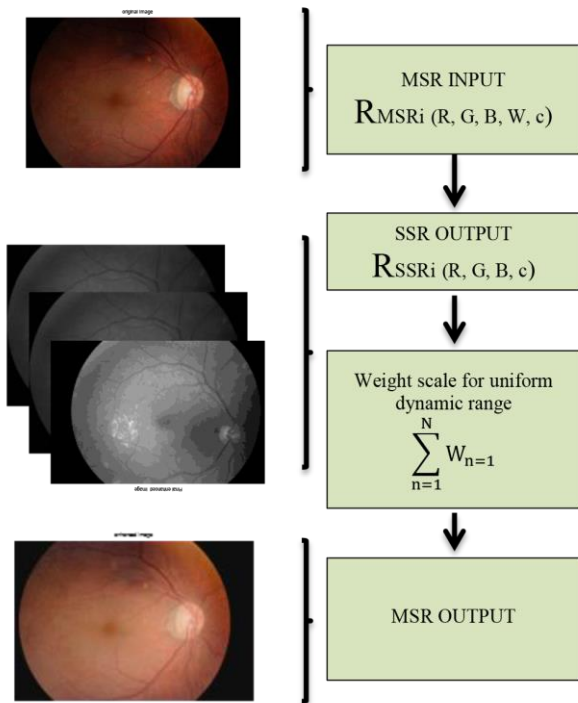 original image
MSR INPUT
RMSRi (R, G, B, W, c)
SSR OUTPUT
RSSRi (R, G, B, c)
Weight scale for uniform
dynamic range
N
∑ Wn=1
n=1
enhanced image
MSR OUTPUT